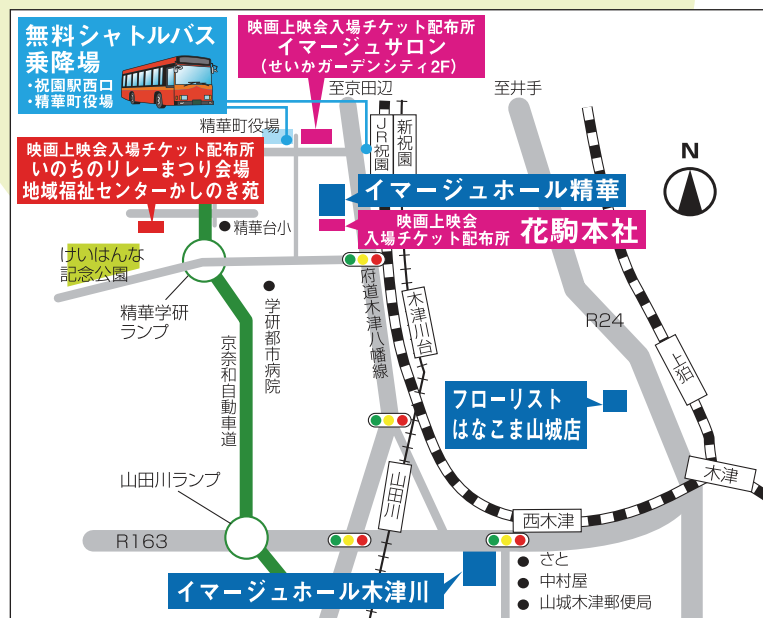 無料シャトルバス
乗降場
・祝園駅西口
・精華町役場
映画上映会入場チケット配布所
イマージュサロン
(せいかガーデンシティ2F)
至京田辺
至井手
精華町役場
JR祝園
新祝園
N
映画上映会入場チケット配布所
いのちのリレーまつり会場
地域福祉センターかしのき苑
イマージュホール精華
映画上映会
入場チケット配布所
花駒本社
精華台小
けいはんな
記念公園
精華学研
ランプ
学研都市病院
京奈和自動車道
府道木津八幡線
木津川台
R24
上狛
フローリスト
はなこま山城店
木津
山田川ランプ
山田川
西木津
R163
イマージュホール木津川
さと
中村屋
山城木津郵便局